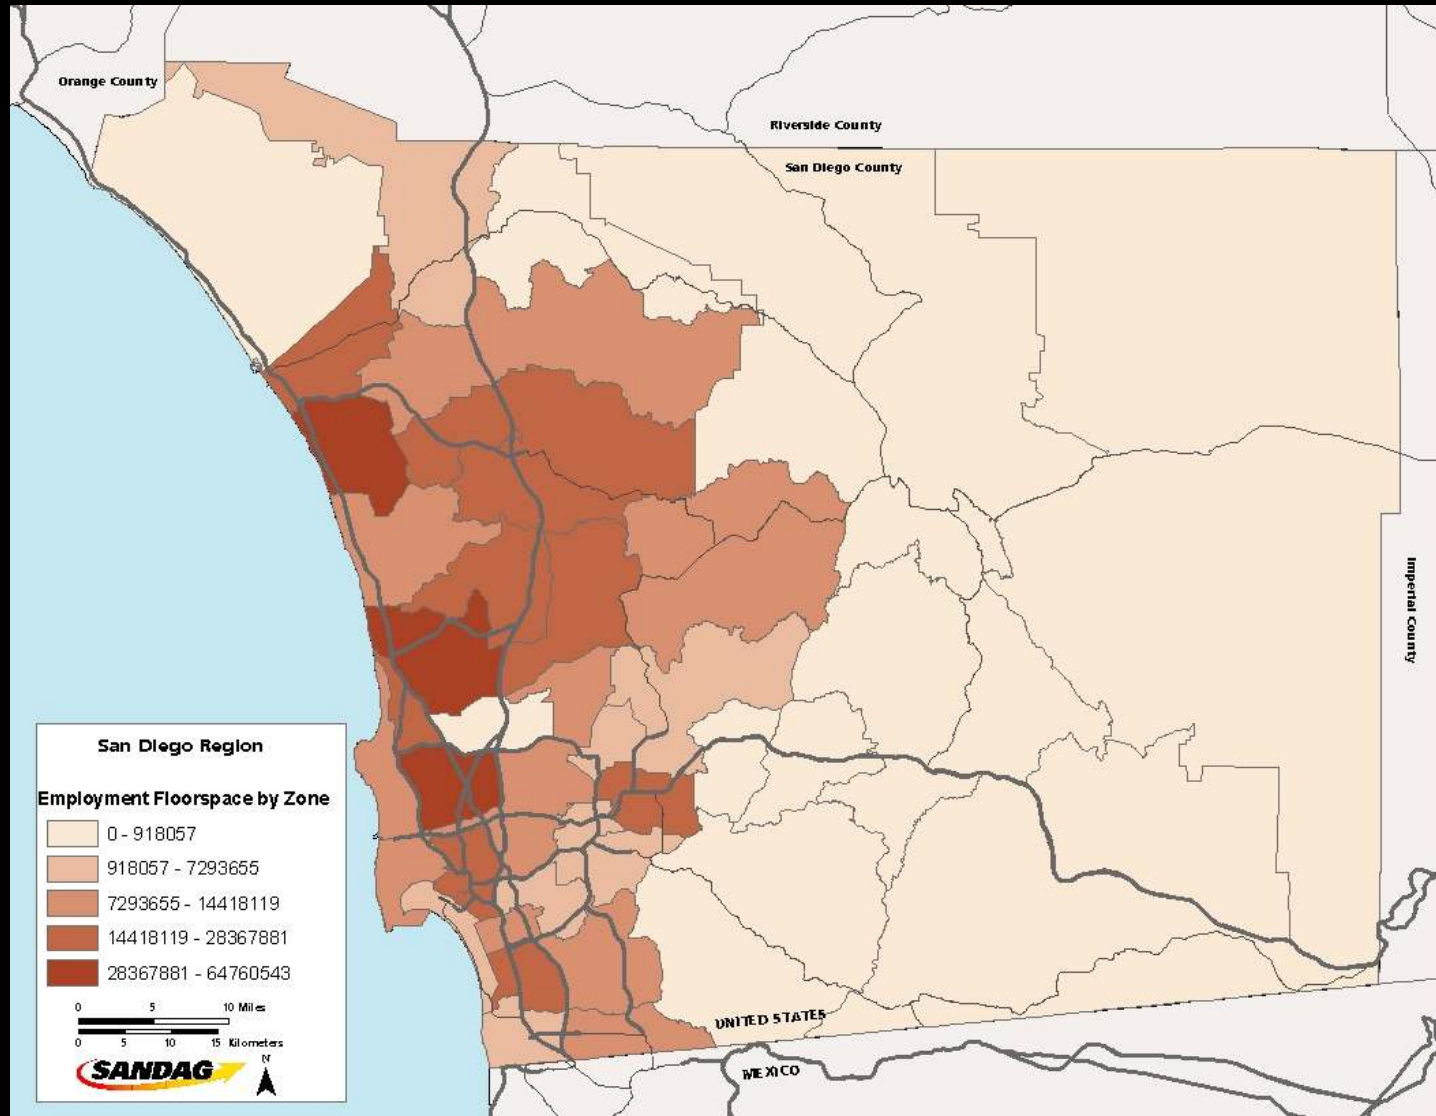 Orange County
Riverside County
San Diego County
Imperial County
San Diego Region
Employment Floorspace by Zone
0 - 918057
918057 - 7293655
7293655 - 14418119
14418119 - 28367881
28367881 - 64760543
0 5 10 Miles
0 5 10 15 Kilometers
SANDAG
N
UNITED STATES
MEXICO